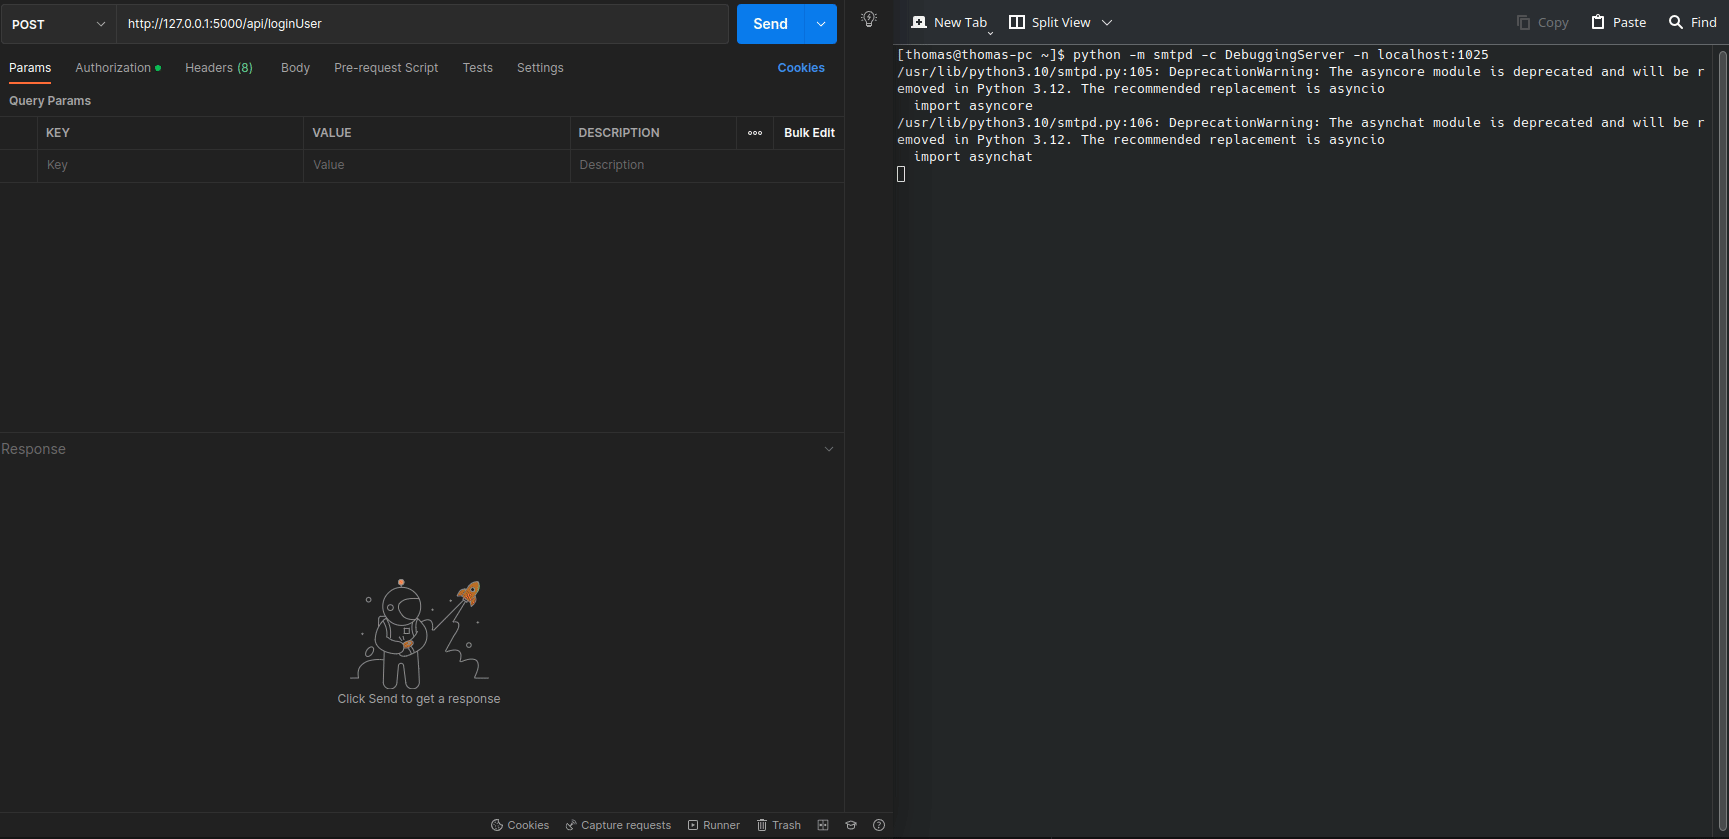 POST http://127.0.0.1:5000/api/loginUser Send
Params Authorization Headers (8) Body Pre-request Script Tests Settings Cookies
Query Params
KEY VALUE DESCRIPTION Bulk Edit
Key Value Description
Response
Click Send to get a response
Cookies Capture requests Runner Trash
New Tab Split View Copy Paste Find
[thomas@thomas-pc ~]$ python -m smtpd -c DebuggingServer -n localhost:1025
/usr/lib/python3.10/smtpd.py:105: DeprecationWarning: The asyncore module is deprecated and will be r
emoved in Python 3.12. The recommended replacement is asyncio
  import asyncore
/usr/lib/python3.10/smtpd.py:106: DeprecationWarning: The asynchat module is deprecated and will be r
emoved in Python 3.12. The recommended replacement is asyncio
  import asynchat